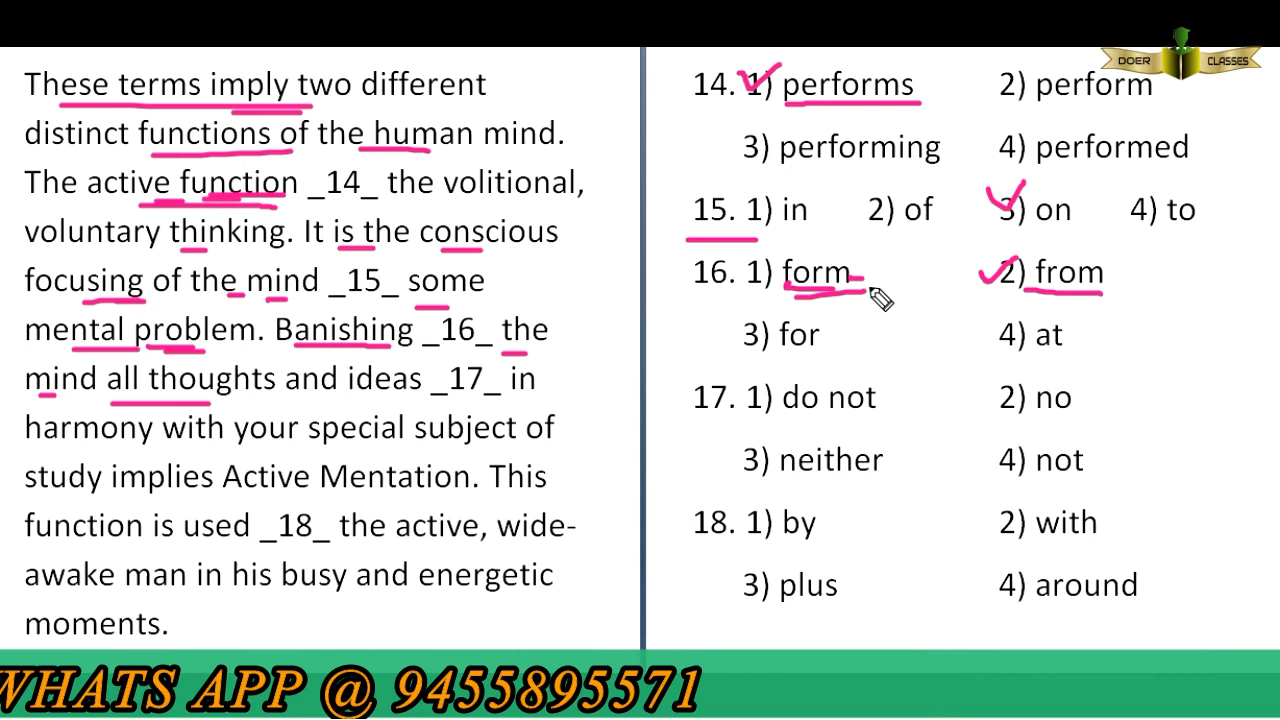 DOER CLASSES
These terms imply two different
distinct functions of the human mind.
The active function _14_ the volitional,
voluntary thinking. It is the conscious
focusing of the mind _15_ some
mental problem. Banishing _16_ the
mind all thoughts and ideas _17_ in
harmony with your special subject of
study implies Active Mentation. This
function is used _18_ the active, wide-
awake man in his busy and energetic
moments.
14. 1) performs 2) perform
3) performing 4) performed
15. 1) in 2) of 3) on 4) to
16. 1) form 2) from
3) for 4) at
17. 1) do not 2) no
3) neither 4) not
18. 1) by 2) with
3) plus 4) around
WHATS APP @ 9455895571